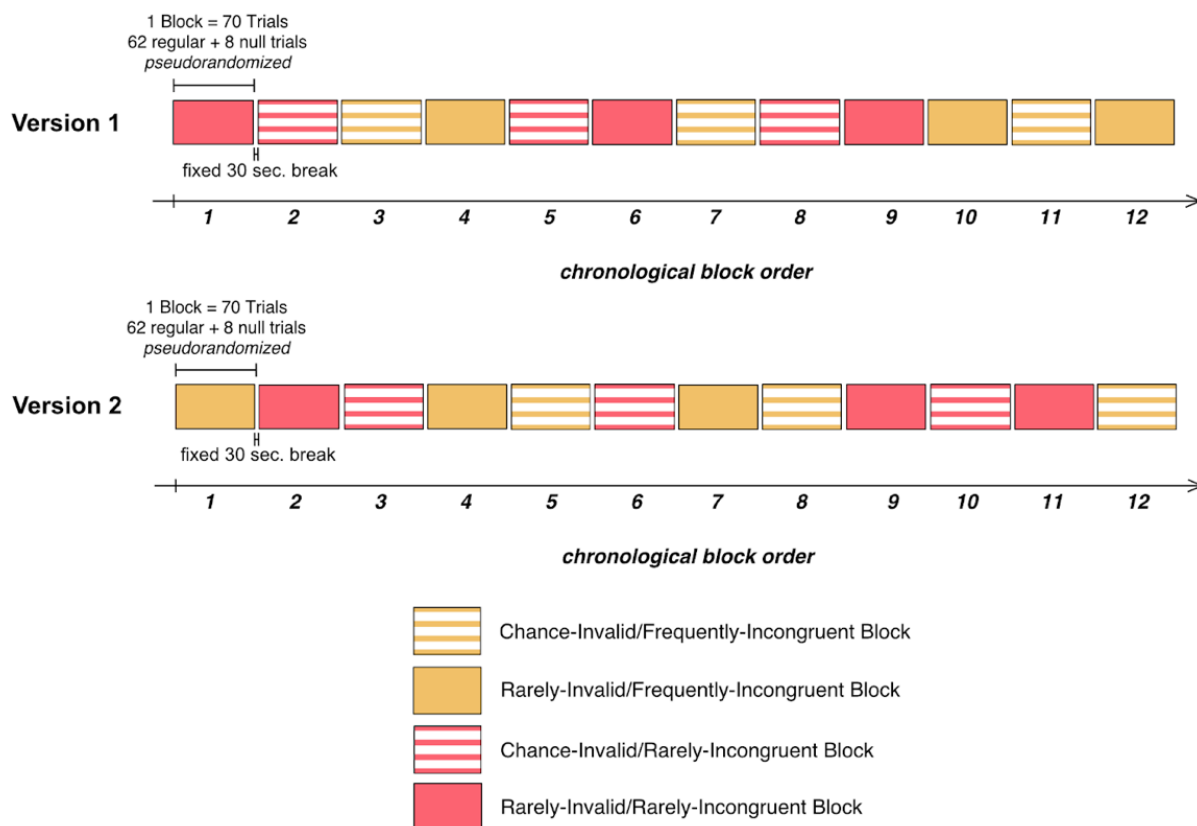 1 Block = 70 Trials
62 regular + 8 null trials
pseudorandomized
Version 1
fixed 30 sec. break
1 2 3 4 5 6 7 8 9 10 11 12
chronological block order
1 Block = 70 Trials
62 regular + 8 null trials
pseudorandomized
Version 2
fixed 30 sec. break
1 2 3 4 5 6 7 8 9 10 11 12
chronological block order
Chance-Invalid/Frequently-Incongruent Block
Rarely-Invalid/Frequently-Incongruent Block
Chance-Invalid/Rarely-Incongruent Block
Rarely-Invalid/Rarely-Incongruent Block